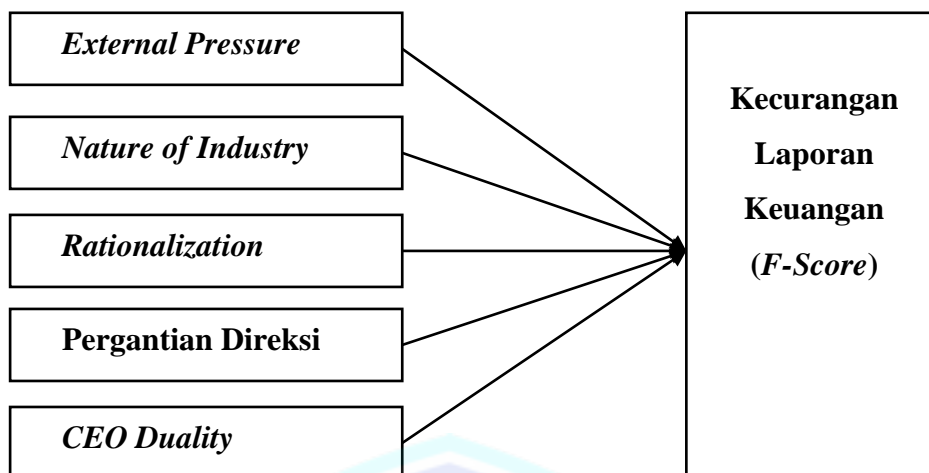 External Pressure
Nature of Industry
Rationalization
Pergantian Direksi
CEO Duality
Kecurangan
Laporan
Keuangan
(F-Score)